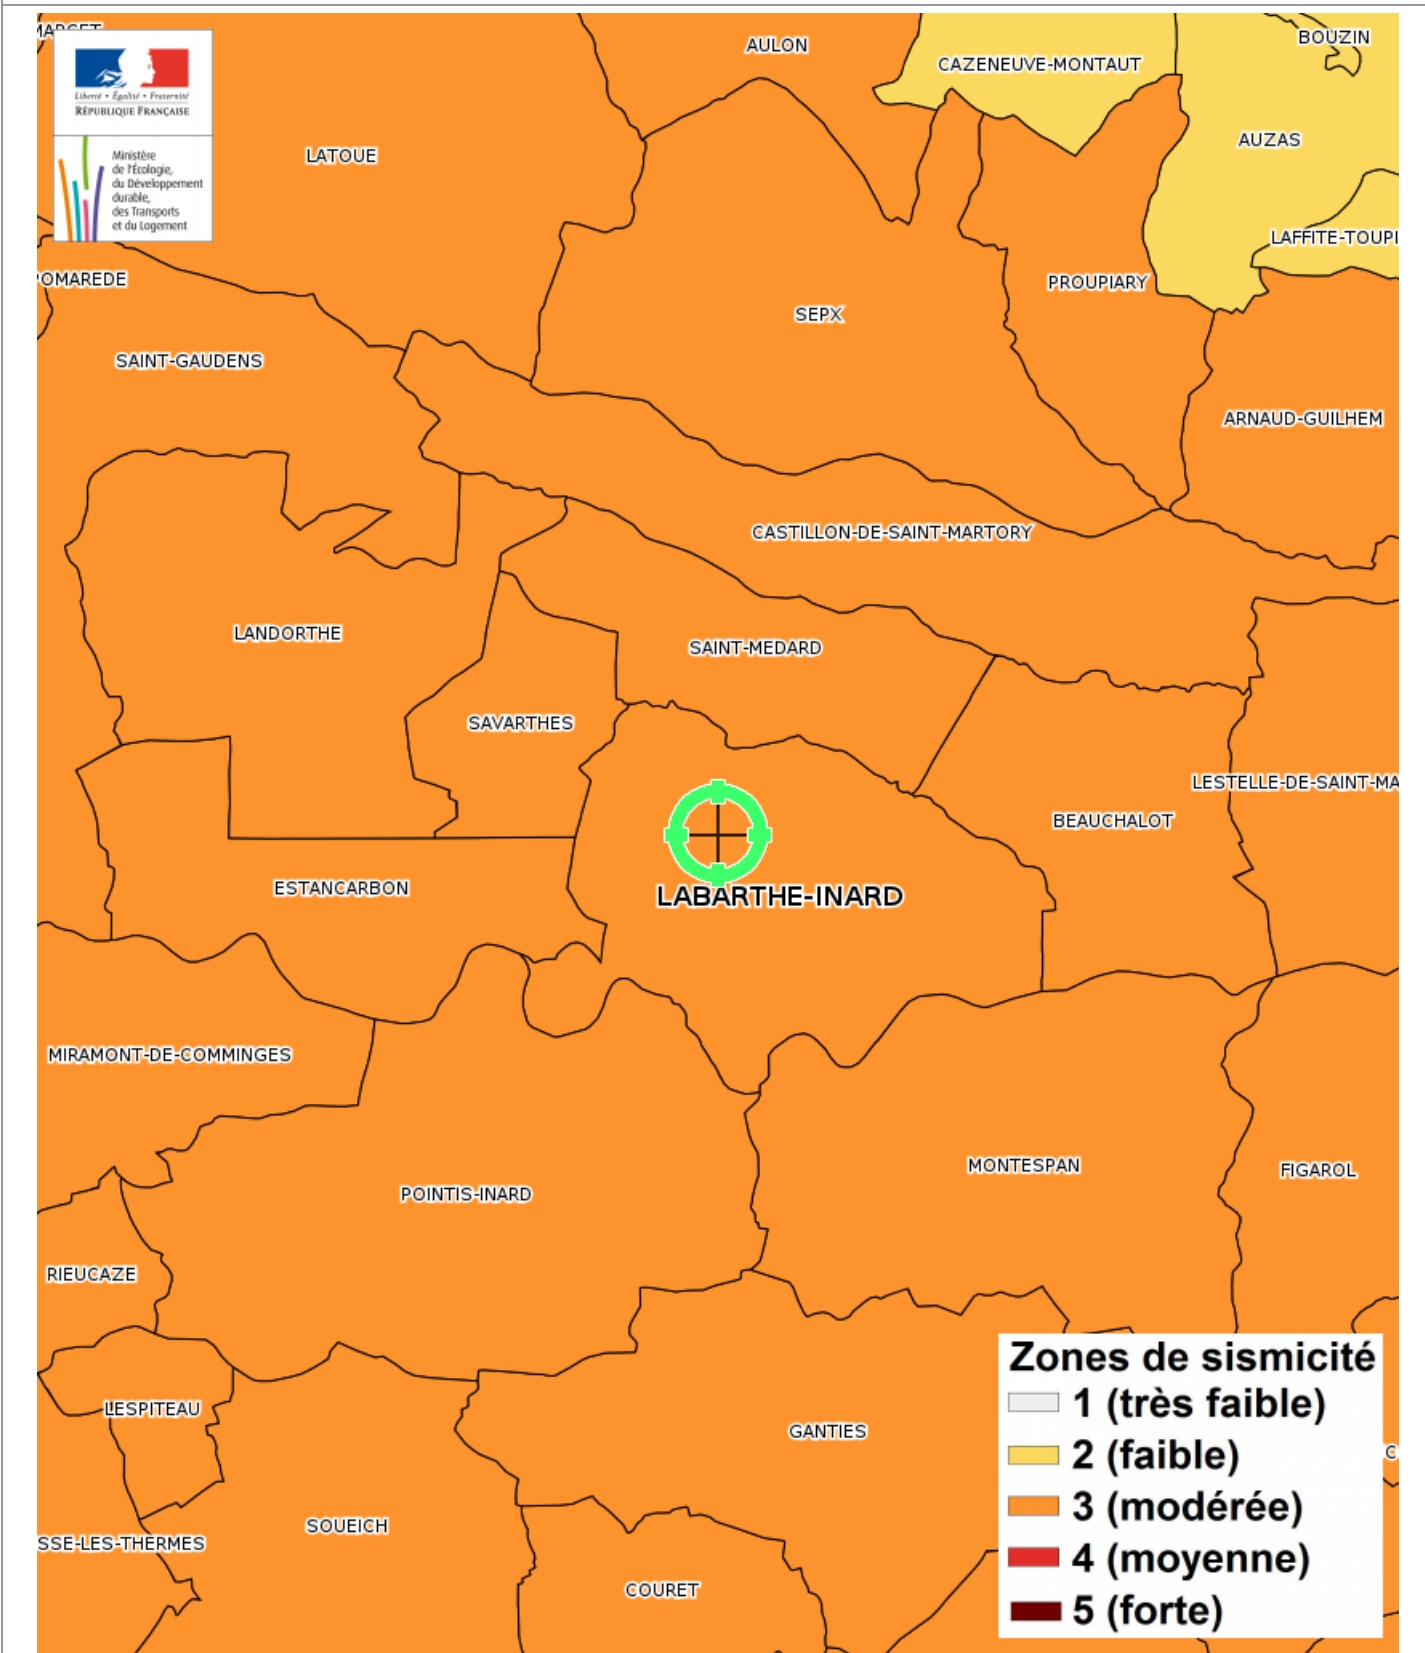 AULON
BOUZIN
CAZENEUVE-MONTAUT
Liberté • Égalité • Fraternité
RÉPUBLIQUE FRANÇAISE
Ministère
de l'Écologie,
du Développement
durable,
des Transports
et du Logement
LATOUE
AUZAS
LAFFITE-TOUPI
POMAREDE
PROUPIARY
SEPX
SAINT-GAUDENS
ARNAUD-GUILHEM
CASTILLON-DE-SAINT-MARTORY
LANDORTHE
SAINT-MEDARD
SAVARTHES
LESTELLE-DE-SAINT-MA
BEAUCHALOT
ESTANCARBON
LABARTHE-INARD
MIRAMONT-DE-COMMINGES
MONTESPAN
FIGAROL
POINTIS-INARD
RIEUCAZE
LESPITEAU
GANTIES
SOUEICH
SSE-LES-THERMES
COURET
Zones de sismicité
1 (très faible)
2 (faible)
3 (modérée)
4 (moyenne)
5 (forte)